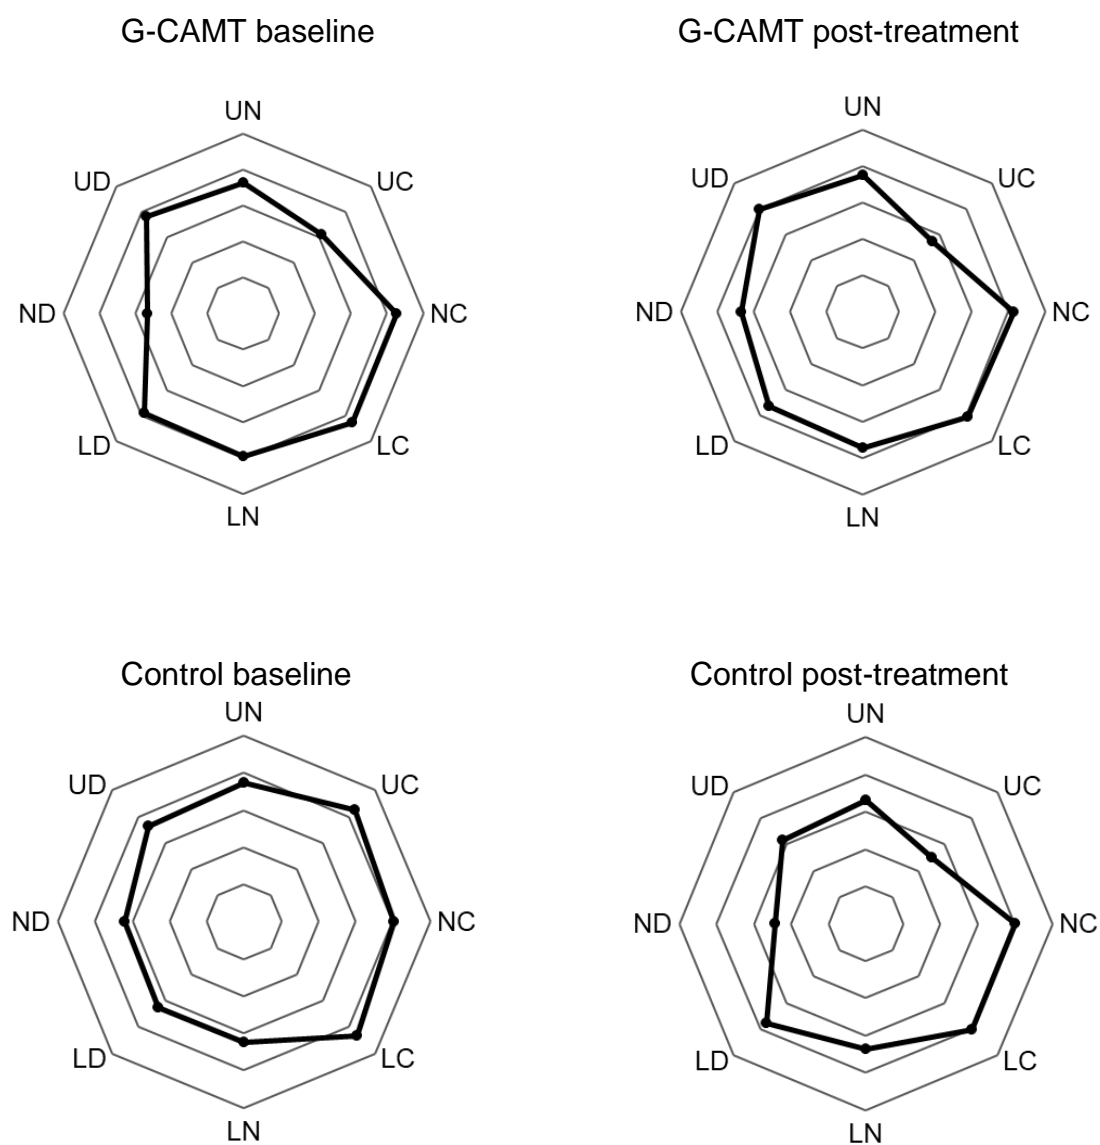 G-CAMT baseline
UN
UD
UC
ND
NC
LD
LC
LN
G-CAMT post-treatment
UN
UD
UC
ND
NC
LD
LC
LN
Control baseline
UN
UD
UC
ND
NC
LD
LC
LN
Control post-treatment
UN
UD
UC
ND
NC
LD
LC
LN